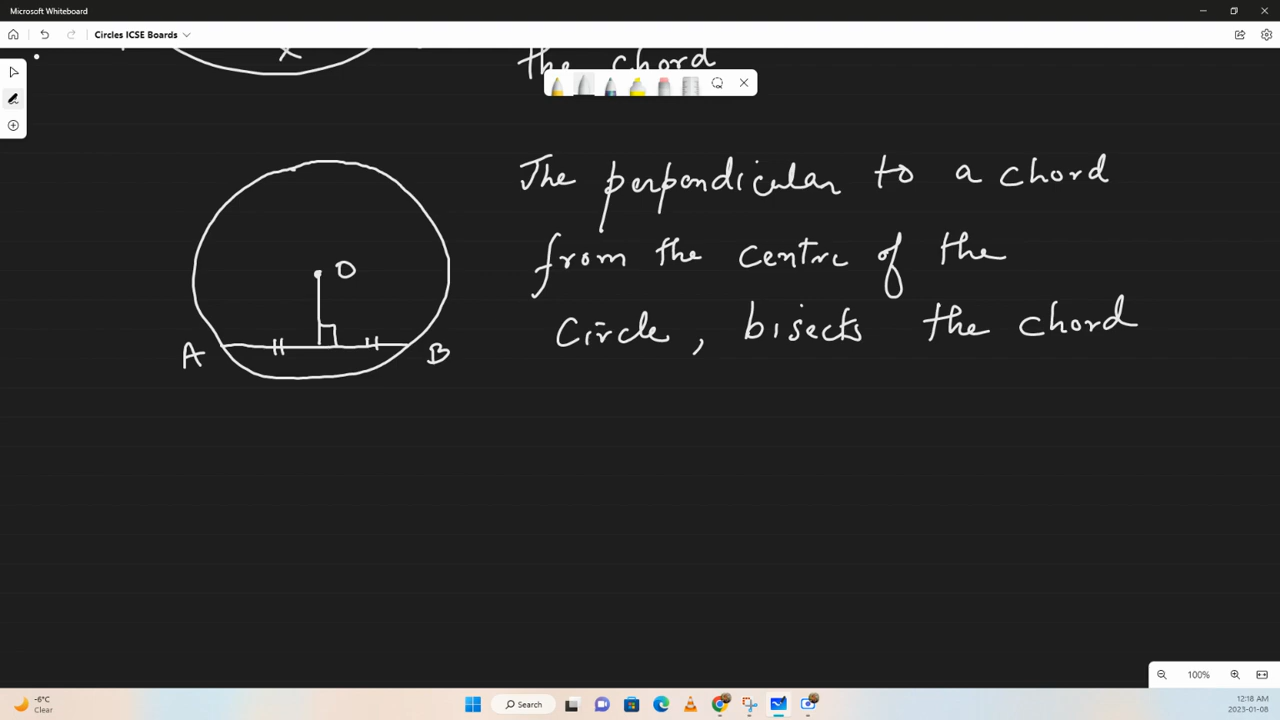 Microsoft Whiteboard
Circles ICSE Boards
x
the chord
The perpendicular to a chord
from the centre of the
Circle, bisects the chord
O
A
B
100%
-6°C
Clear
Search
12:18 AM
2023-01-08